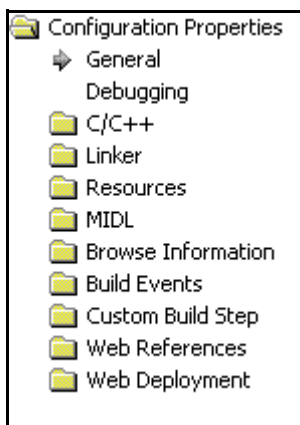 Configuration Properties
General
Debugging
C/C++
Linker
Resources
MIDL
Browse Information
Build Events
Custom Build Step
Web References
Web Deployment